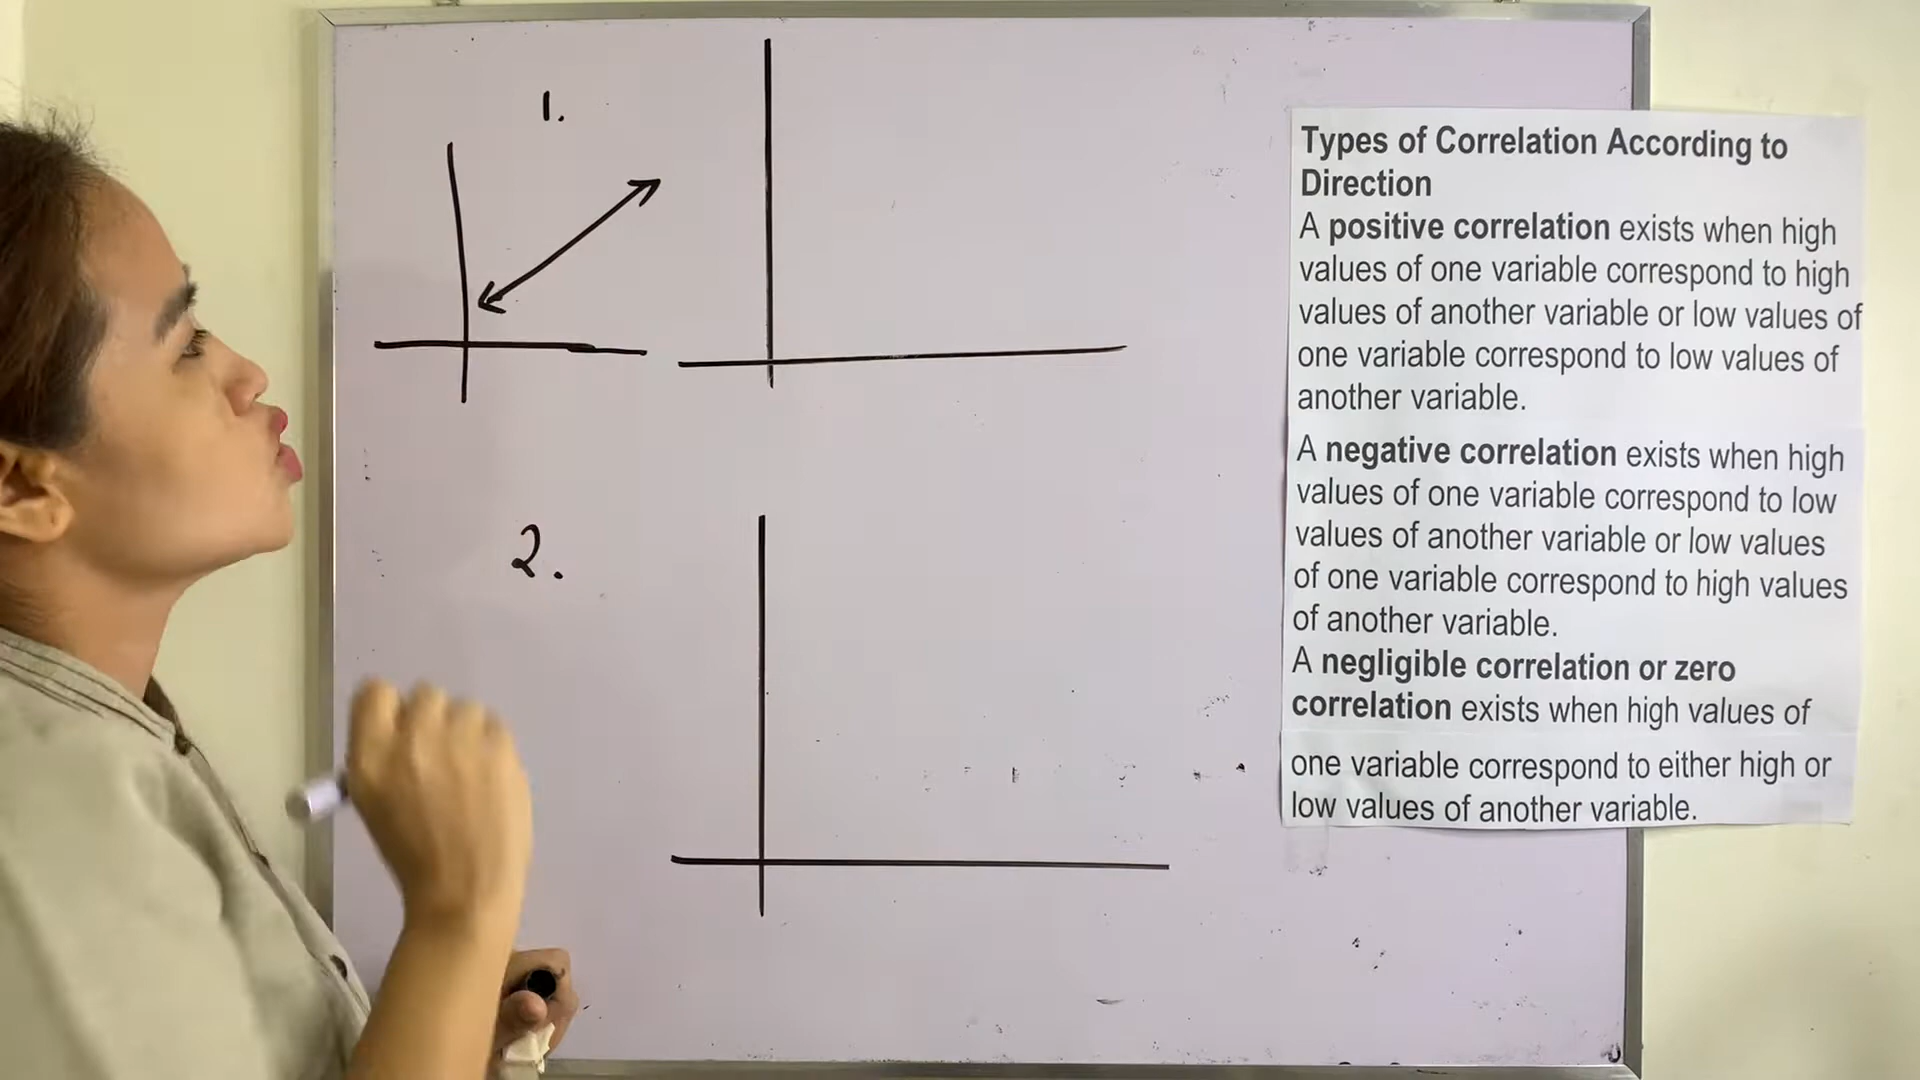 1.
2.
Types of Correlation According to
Direction
A positive correlation exists when high
values of one variable correspond to high
values of another variable or low values of
one variable correspond to low values of
another variable.
A negative correlation exists when high
values of one variable correspond to low
values of another variable or low values
of one variable correspond to high values
of another variable.
A negligible correlation or zero
correlation exists when high values of
one variable correspond to either high or
low values of another variable.